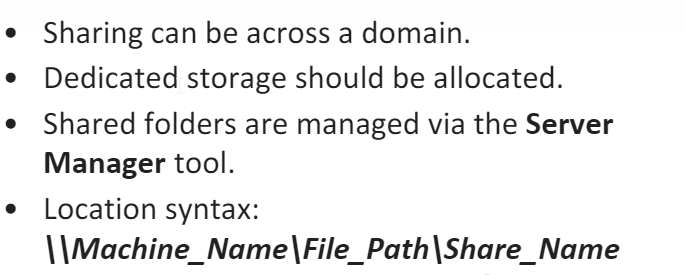 • Sharing can be across a domain.
• Dedicated storage should be allocated.
• Shared folders are managed via the Server
Manager tool.
• Location syntax:
\\Machine_Name\File_Path\Share_Name